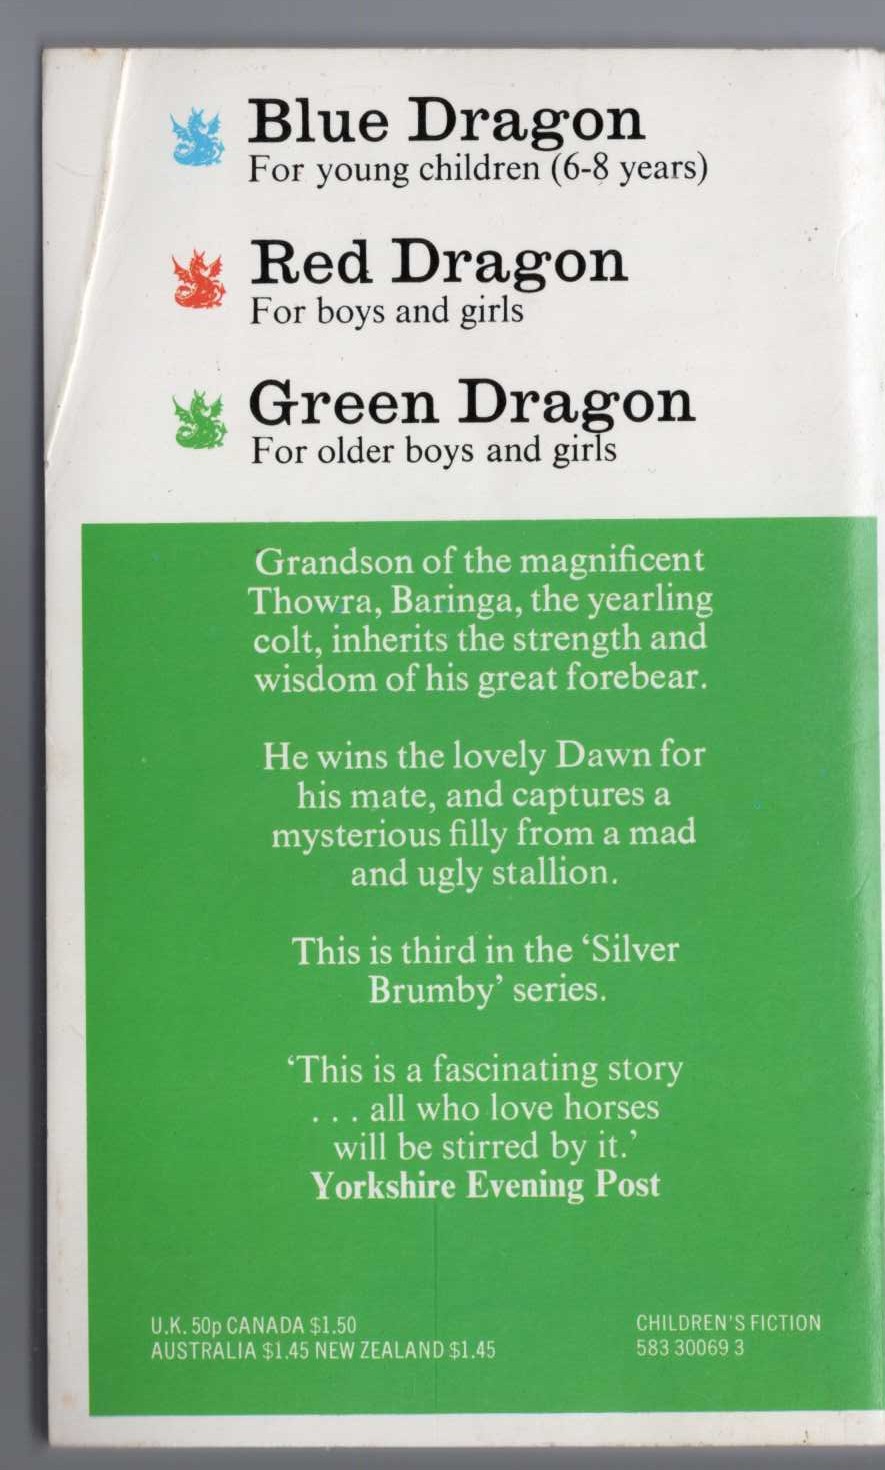 Blue Dragon
For young children (6-8 years)
Red Dragon
For boys and girls
Green Dragon
For older boys and girls
Grandson of the magnificent
Thowra, Baringa, the yearling
colt, inherits the strength and
wisdom of his great forebear.
He wins the lovely Dawn for
his mate, and captures a
mysterious filly from a mad
and ugly stallion.
This is third in the ‘Silver
Brumby’ series.
‘This is a fascinating story
. . . all who love horses
will be stirred by it.’
Yorkshire Evening Post
U.K. 50p CANADA $1.50
AUSTRALIA $1.45 NEW ZEALAND $1.45
CHILDREN'S FICTION
583 30069 3